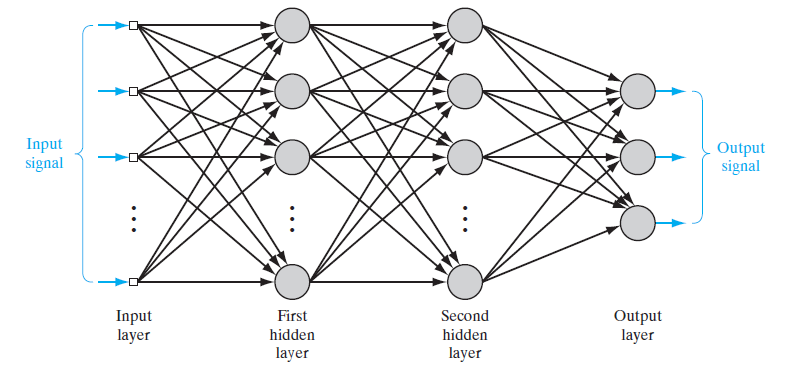 Input
signal
Output
signal
Input
layer
First
hidden
layer
Second
hidden
layer
Output
layer